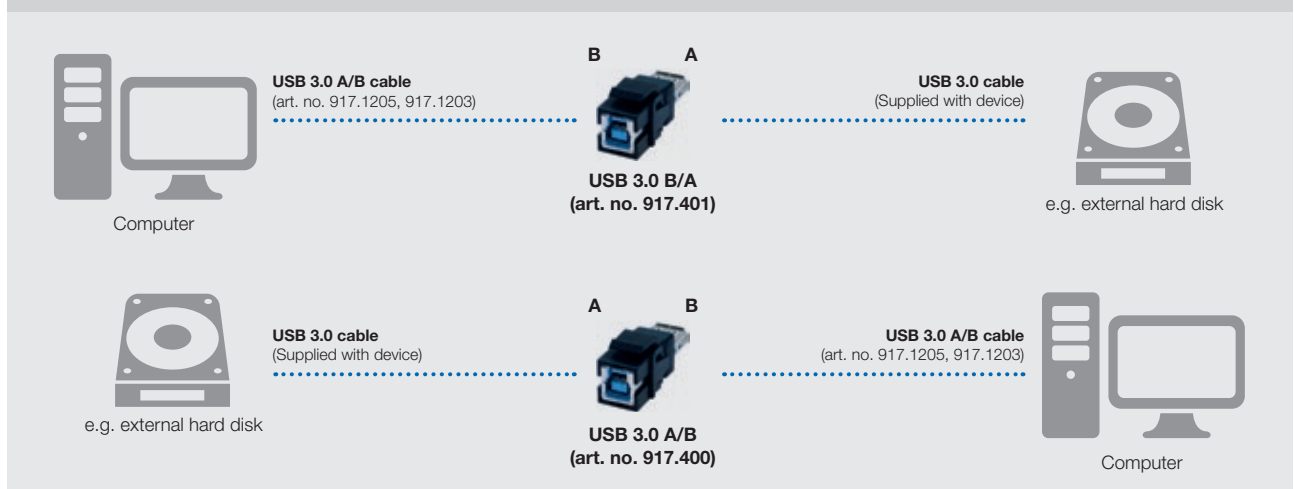 B A
USB 3.0 A/B cable
(art. no. 917.1205, 917.1203)
USB 3.0 cable
(Supplied with device)
USB 3.0 B/A
(art. no. 917.401)
Computer
e.g. external hard disk
A B
USB 3.0 cable
(Supplied with device)
USB 3.0 A/B cable
(art. no. 917.1205, 917.1203)
e.g. external hard disk
USB 3.0 A/B
(art. no. 917.400)
Computer